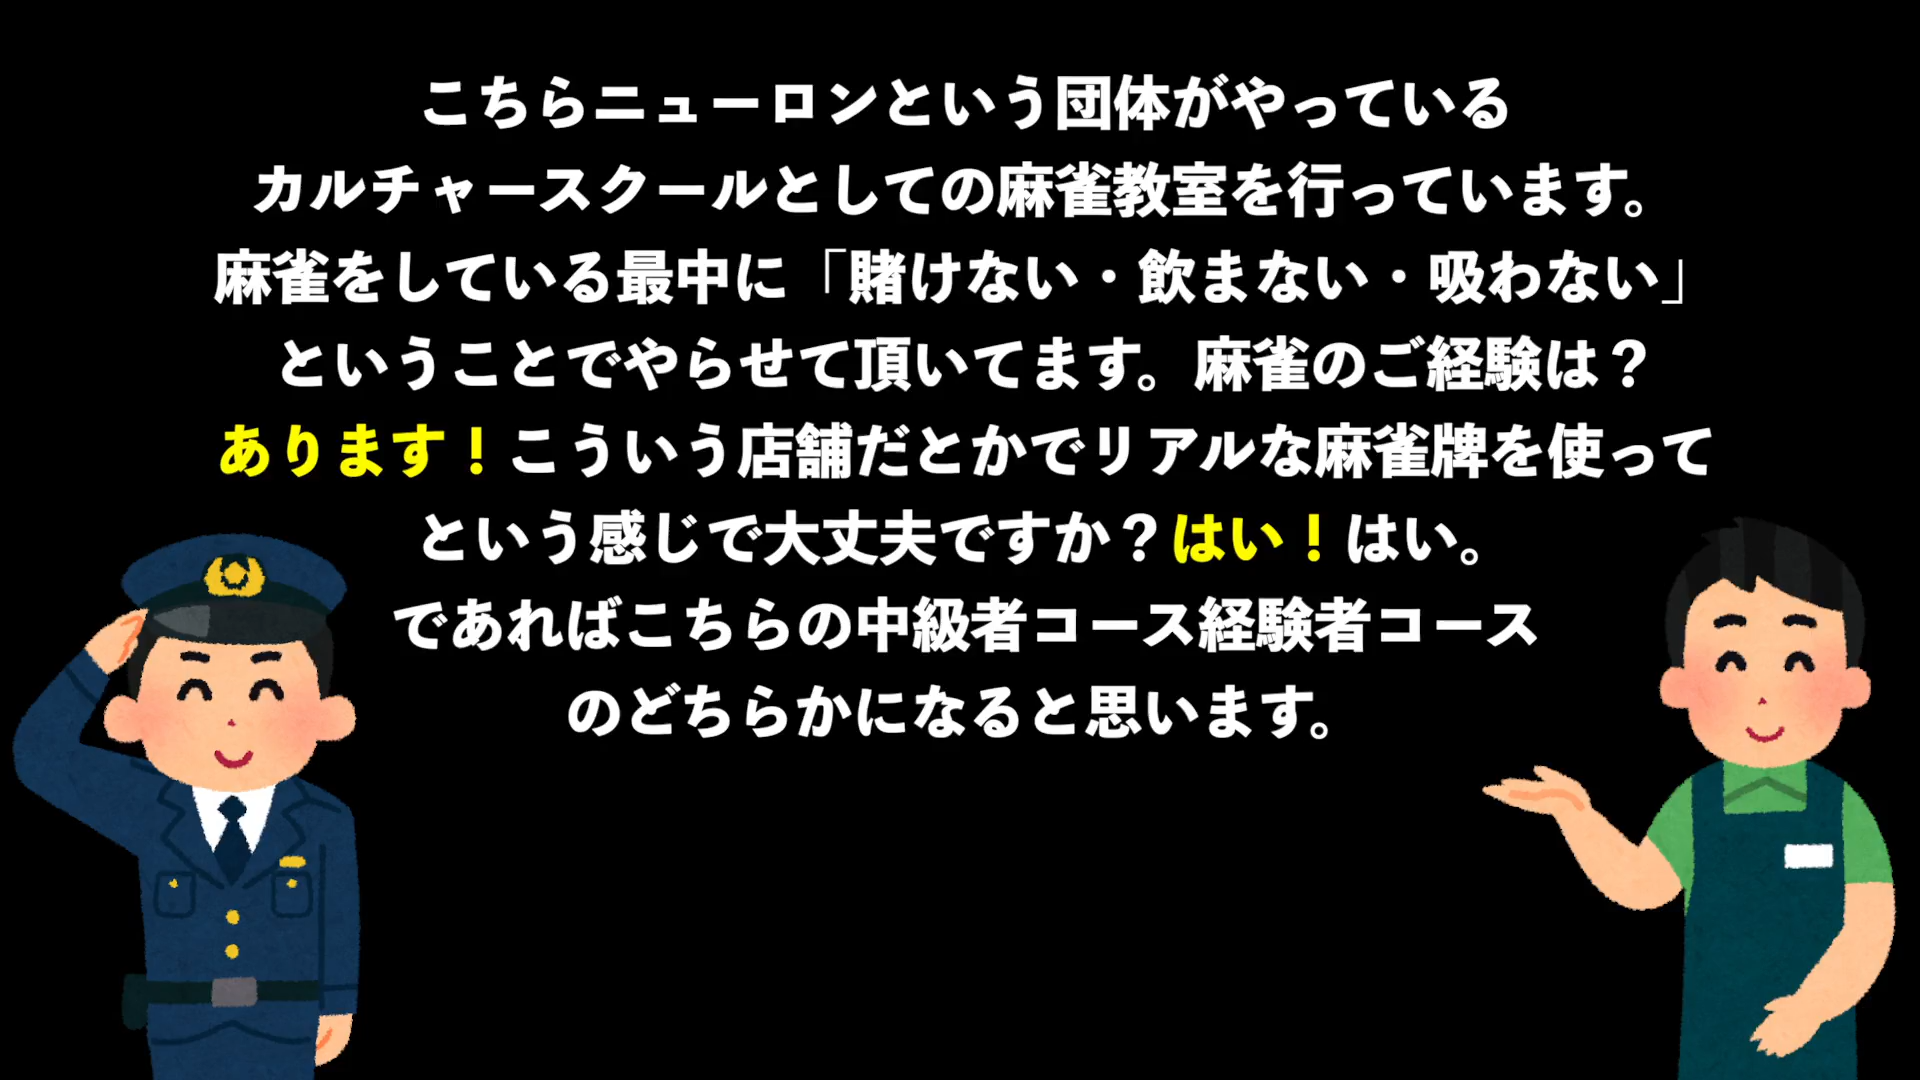 こちらニューロンという団体がやっている
カルチャースクールとしての麻雀教室を行っています。
麻雀をしている最中に「賭けない・飲まない・吸わない」
ということでやらせて頂いてます。麻雀のご経験は？
あります！こういう店舗だとかでリアルな麻雀牌を使って
という感じで大丈夫ですか？はい！はい。
であればこちらの中級者コース経験者コース
のどちらかになると思います。